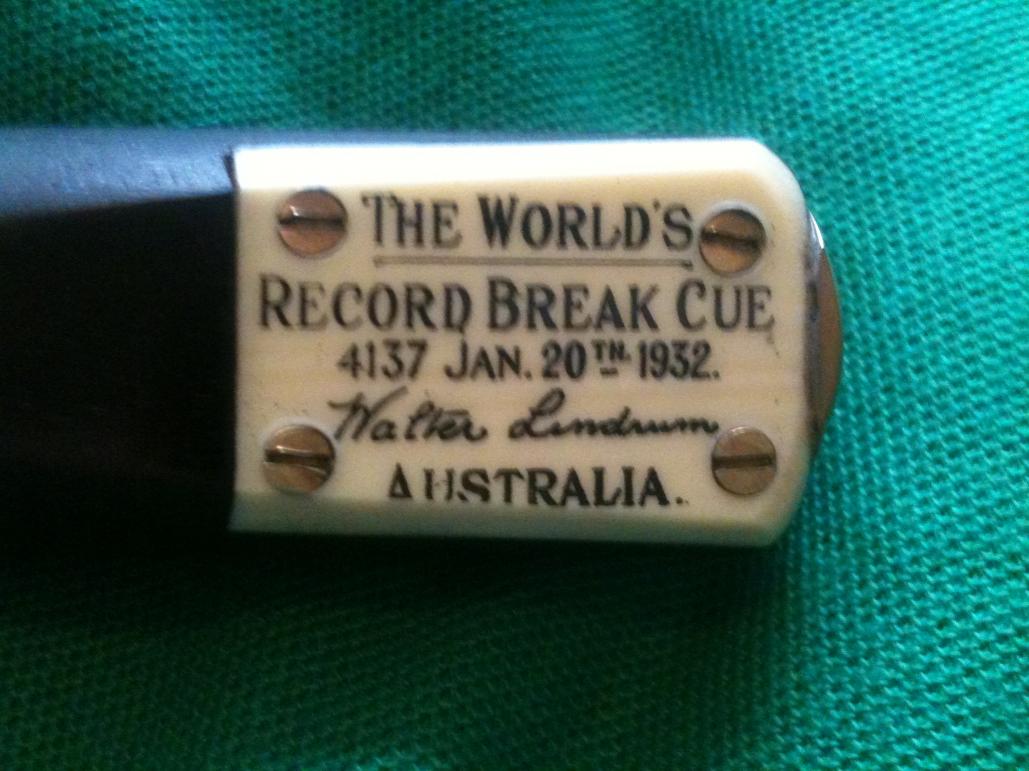 THE WORLD'S
RECORD BREAK CUE
4137 JAN. 20TH. 1932.
Walter Lindrum
AUSTRALIA.